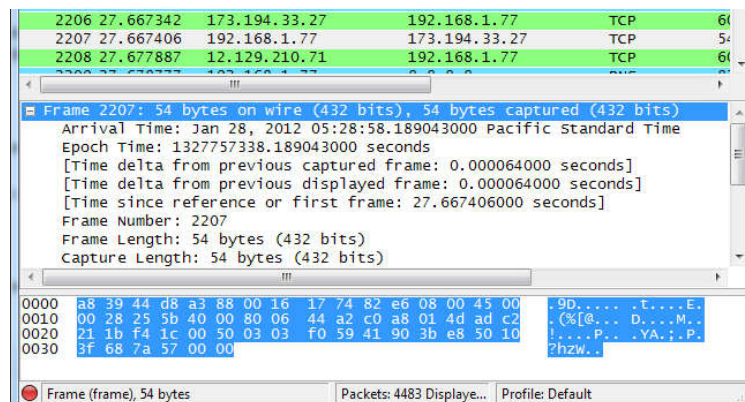 2206 27.667342 173.194.33.27 192.168.1.77 TCP
2207 27.667406 192.168.1.77 173.194.33.27 TCP
2208 27.677887 12.129.210.71 192.168.1.77 TCP
Frame 2207: 54 bytes on wire (432 bits), 54 bytes captured (432 bits)
Arrival Time: Jan 28, 2012 05:28:58.189043000 Pacific Standard Time
Epoch Time: 1327757338.189043000 seconds
[Time delta from previous captured frame: 0.000064000 seconds]
[Time delta from previous displayed frame: 0.000064000 seconds]
[Time since reference or first frame: 27.667406000 seconds]
Frame Number: 2207
Frame Length: 54 bytes (432 bits)
Capture Length: 54 bytes (432 bits)
0000 a8 39 44 d8 a3 88 00 16 17 74 82 e6 08 00 45 00 .9D..... .t....E.
0010 00 28 25 5b 40 00 80 06 44 a2 c0 a8 01 4d ad c2 .(%[@... D....M..
0020 21 1b f4 1c 00 50 03 03 f0 59 41 90 3b e8 50 10 !....P.. .YA.;.P.
0030 3f 68 7a 57 00 00 ?hzW..
Frame (frame), 54 bytes Packets: 4483 Displaye... Profile: Default